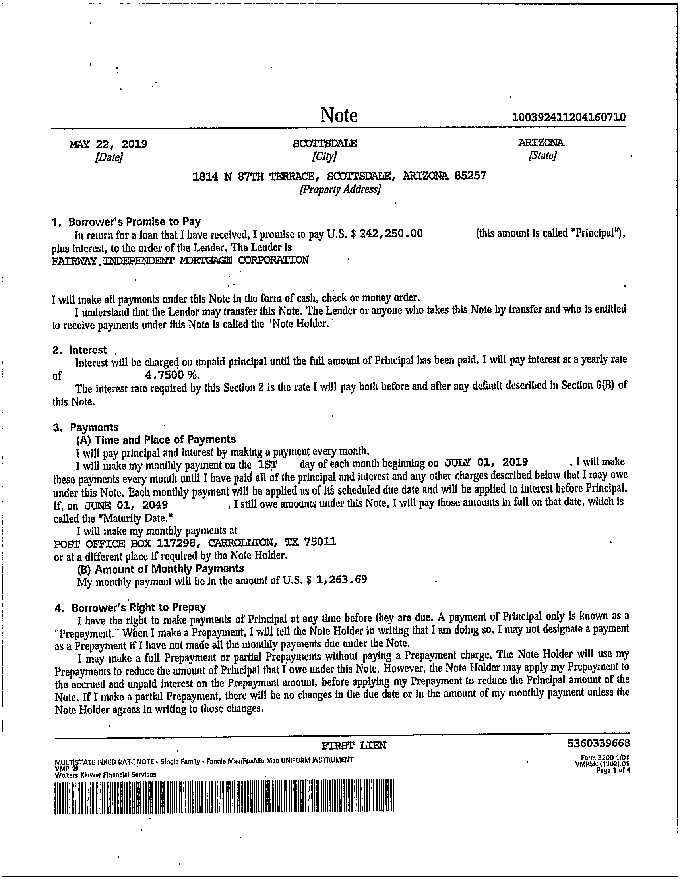 Note
100392411204160710
MAY 22, 2019 SCOTTSDALE ARIZONA
[Date] [City] [State]
1814 N 87TH TERRACE, SCOTTSDALE, ARIZONA 85257
[Property Address]
1. Borrower's Promise to Pay
In return for a loan that I have received, I promise to pay U.S. $ 242,250.00 (this amount is called "Principal"),
plus interest, to the order of the Lender. The Lender is
FAIRWAY INDEPENDENT MORTGAGE CORPORATION
I will make all payments under this Note in the form of cash, check or money order.
I understand that the Lender may transfer this Note. The Lender or anyone who takes this Note by transfer and who is entitled
to receive payments under this Note is called the "Note Holder."
2. Interest
Interest will be charged on unpaid principal until the full amount of Principal has been paid. I will pay interest at a yearly rate
of 4.7500 %.
The interest rate required by this Section 2 is the rate I will pay both before and after any default described in Section 6(B) of
this Note.
3. Payments
(A) Time and Place of Payments
I will pay principal and interest by making a payment every month.
I will make my monthly payment on the 1ST day of each month beginning on JULY 01, 2019 . I will make
these payments every month until I have paid all of the principal and interest and any other charges described below that I may owe
under this Note. Each monthly payment will be applied as of its scheduled due date and will be applied to interest before Principal.
If, on JUNE 01, 2049 , I still owe amounts under this Note, I will pay those amounts in full on that date, which is
called the "Maturity Date."
I will make my monthly payments at
POST OFFICE BOX 117298, CARROLLTON, TX 75011
or at a different place if required by the Note Holder.
(B) Amount of Monthly Payments
My monthly payment will be in the amount of U.S. $ 1,263.69
4. Borrower's Right to Prepay
I have the right to make payments of Principal at any time before they are due. A payment of Principal only is known as a
"Prepayment." When I make a Prepayment, I will tell the Note Holder in writing that I am doing so. I may not designate a payment
as a Prepayment if I have not made all the monthly payments due under the Note.
I may make a full Prepayment or partial Prepayments without paying a Prepayment charge. The Note Holder will use my
Prepayments to reduce the amount of Principal that I owe under this Note. However, the Note Holder may apply my Prepayment to
the accrued and unpaid interest on the Prepayment amount, before applying my Prepayment to reduce the Principal amount of the
Note. If I make a partial Prepayment, there will be no changes in the due date or in the amount of my monthly payment unless the
Note Holder agrees in writing to those changes.
FIRST LIEN 5360339668
MULTISTATE FIXED RATE NOTE - Single Family - Fannie Mae/Freddie Mac UNIFORM INSTRUMENT Form 3200 1/01
VMP ®
Wolters Kluwer Financial Services Page 1 of 4